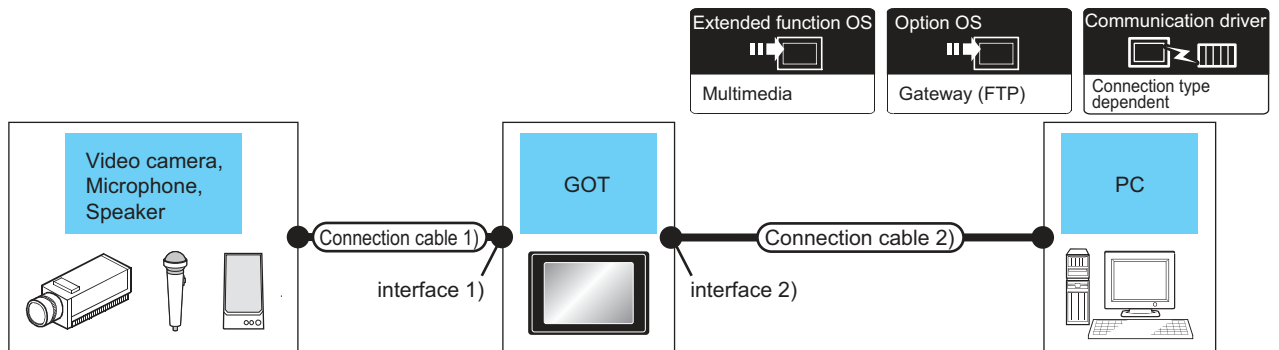 Extended function OS
Multimedia
Option OS
Gateway (FTP)
Communication driver
Connection type
dependent
Video camera,
Microphone,
Speaker
Connection cable 1)
interface 1)
GOT
interface 2)
Connection cable 2)
PC